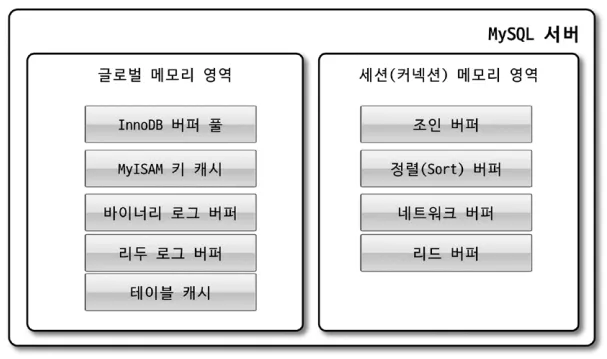 MySQL 서버
글로벌 메모리 영역
InnoDB 버퍼 풀
MyISAM 키 캐시
바이너리 로그 버퍼
리두 로그 버퍼
테이블 캐시
세션(커넥션) 메모리 영역
조인 버퍼
정렬(Sort) 버퍼
네트워크 버퍼
리드 버퍼